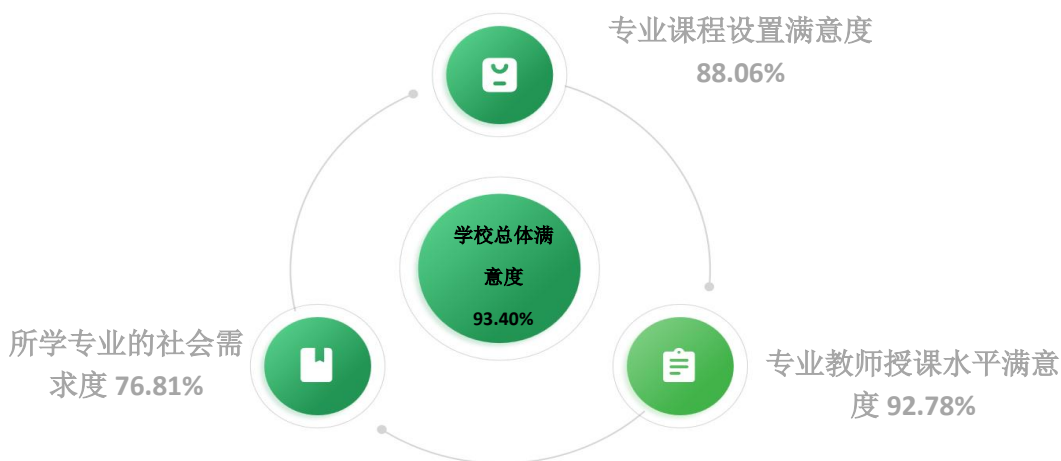 专业课程设置满意度
88.06%
学校总体满
意度
93.40%
所学专业的社会需
求度 76.81%
专业教师授课水平满意
度 92.78%